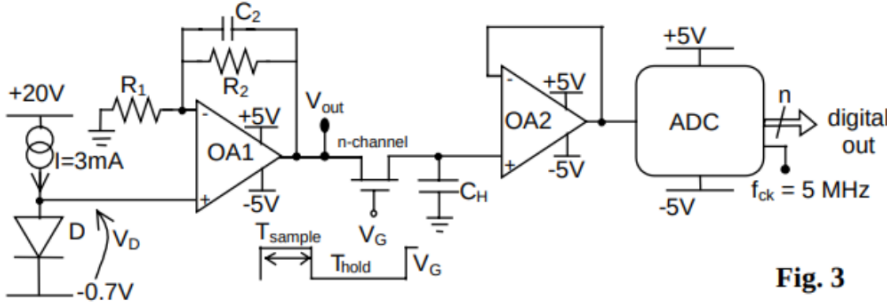 C2
R1
R2
+20V
I=3mA
-
+5V
OA1
+
-5V
Vout
n-channel
D
VD
-0.7V
VG
Tsample
Thold
VG
CH
-
+5V
OA2
+
-5V
+5V
ADC
-5V
n
digital
out
fck = 5 MHz
Fig. 3